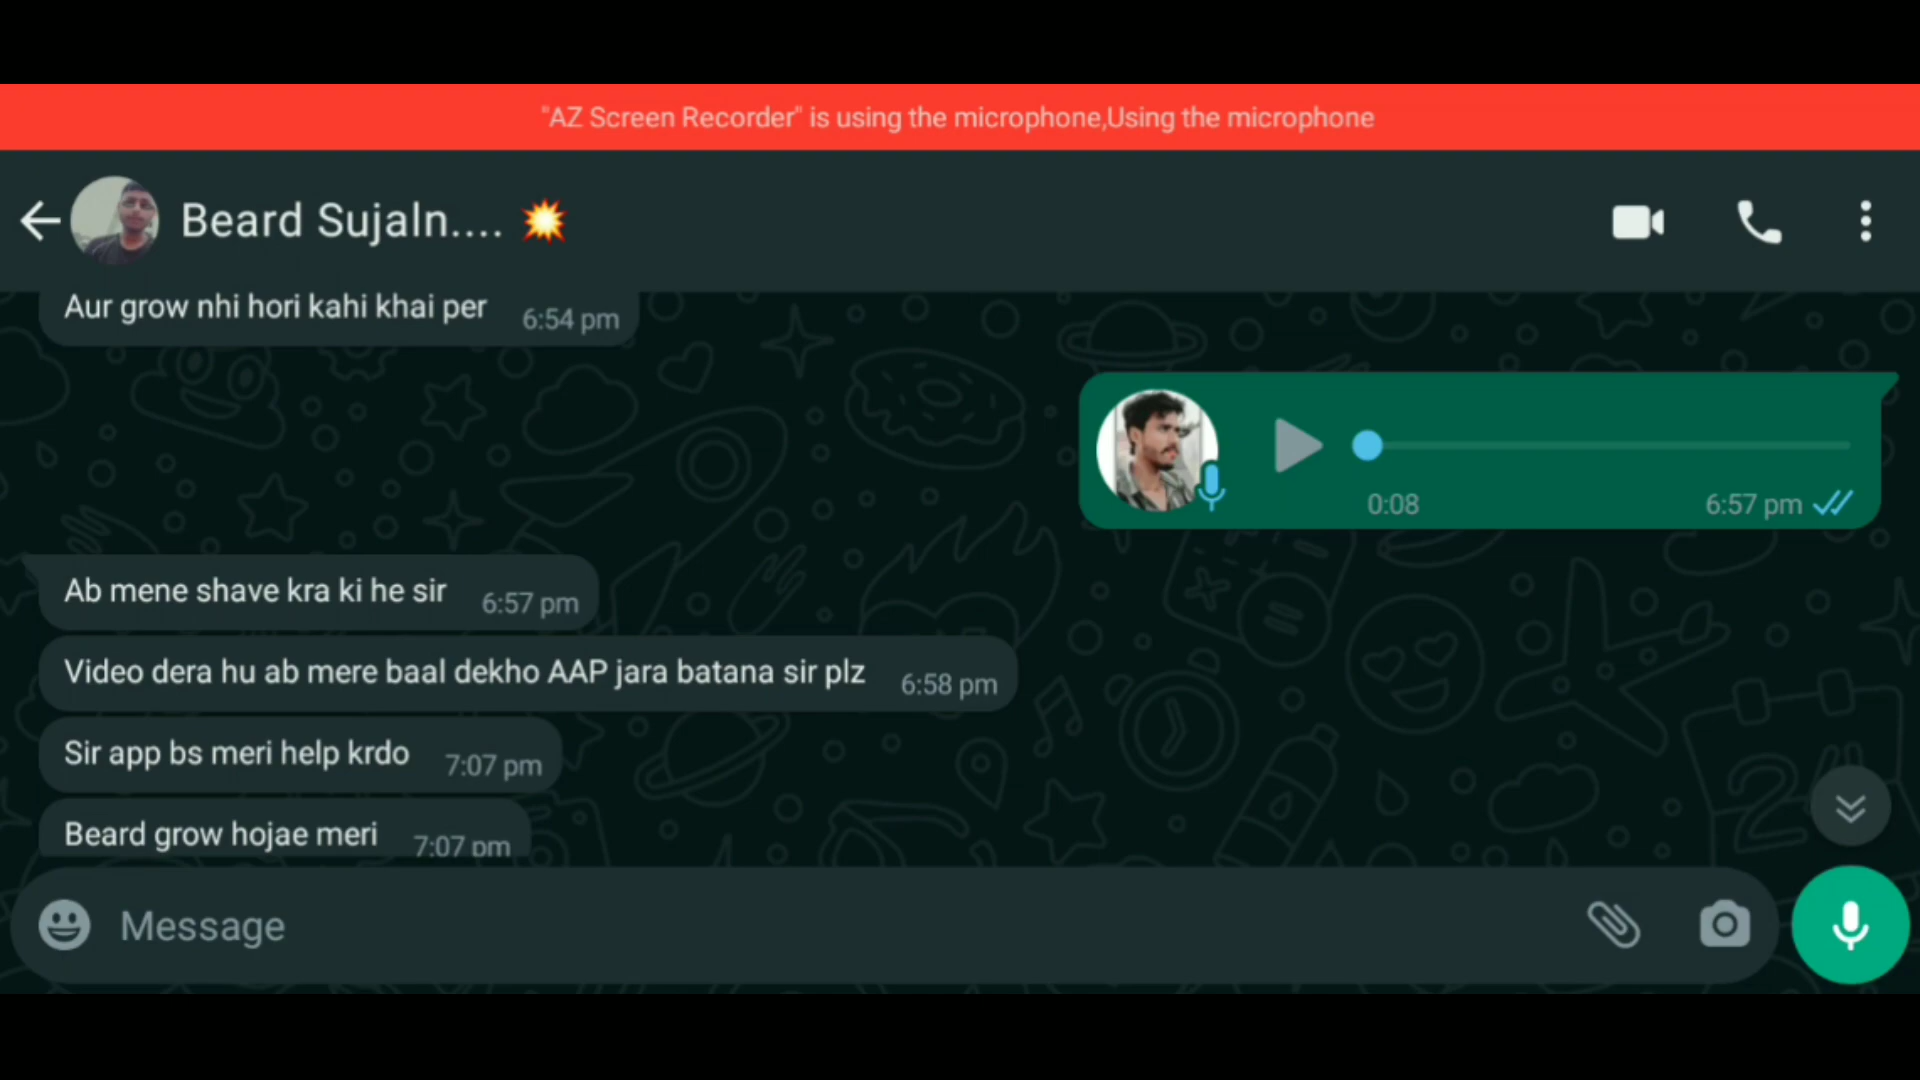 "AZ Screen Recorder" is using the microphone,Using the microphone
Beard Sujaln.... 💥
Aur grow nhi hori kahi khai per 6:54 pm
0:08 6:57 pm
Ab mene shave kra ki he sir 6:57 pm
Video dera hu ab mere baal dekho AAP jara batana sir plz 6:58 pm
Sir app bs meri help krdo 7:07 pm
Beard grow hojae meri 7:07 pm
Message